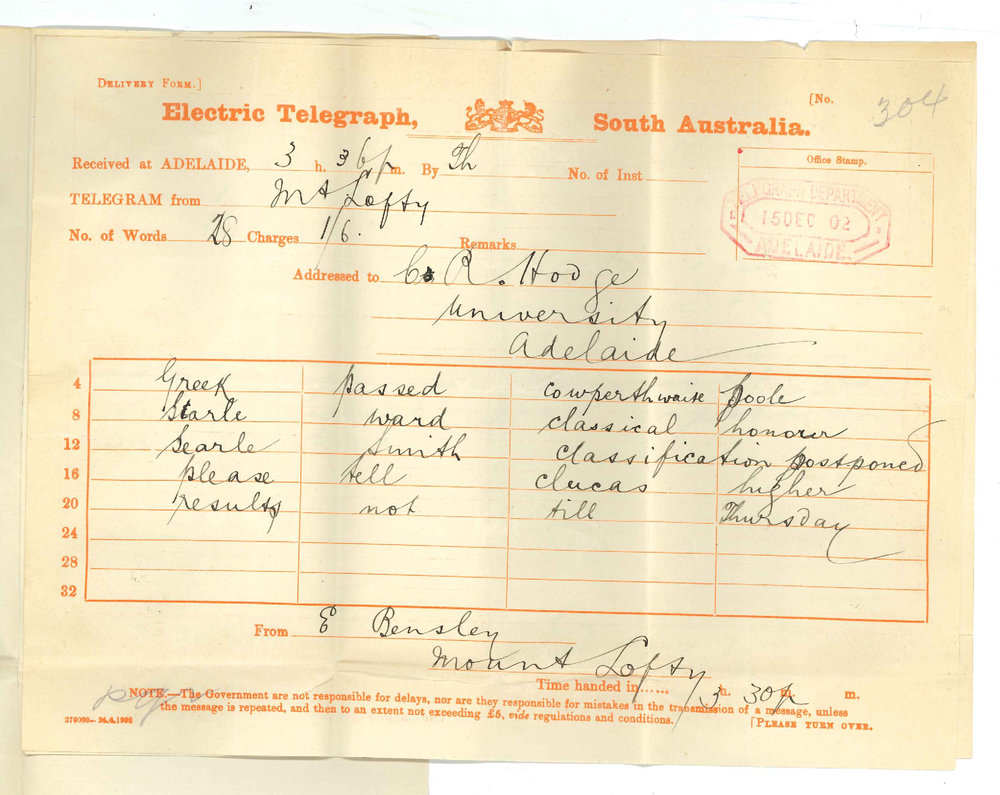 DELIVERY FORM.] [No. 304
Electric Telegraph, South Australia.
Received at ADELAIDE, 3 h. 36 p m. By Th No. of Inst
Office Stamp.
TELEGRAPH DEPARTMENT
15 DEC 02
ADELAIDE.
TELEGRAM from Mt Lofty
No. of Words 28 Charges 1/6. Remarks
Addressed to C. R. Hodge
University
Adelaide
4 Greek passed cowperthwaite poole
8 Searle ward classical honour
12 Searle Smith classification postponed
16 please tell clucas higher
20 results not till Thursday
24
28
32
From E Bensley
Mount Lofty
Time handed in...... 3 h. 30 p m. m.
NOTE.—The Government are not responsible for delays, nor are they responsible for mistakes in the transmission of a message, unless
the message is repeated, and then to an extent not exceeding £5, vide regulations and conditions.
[PLEASE TURN OVER.